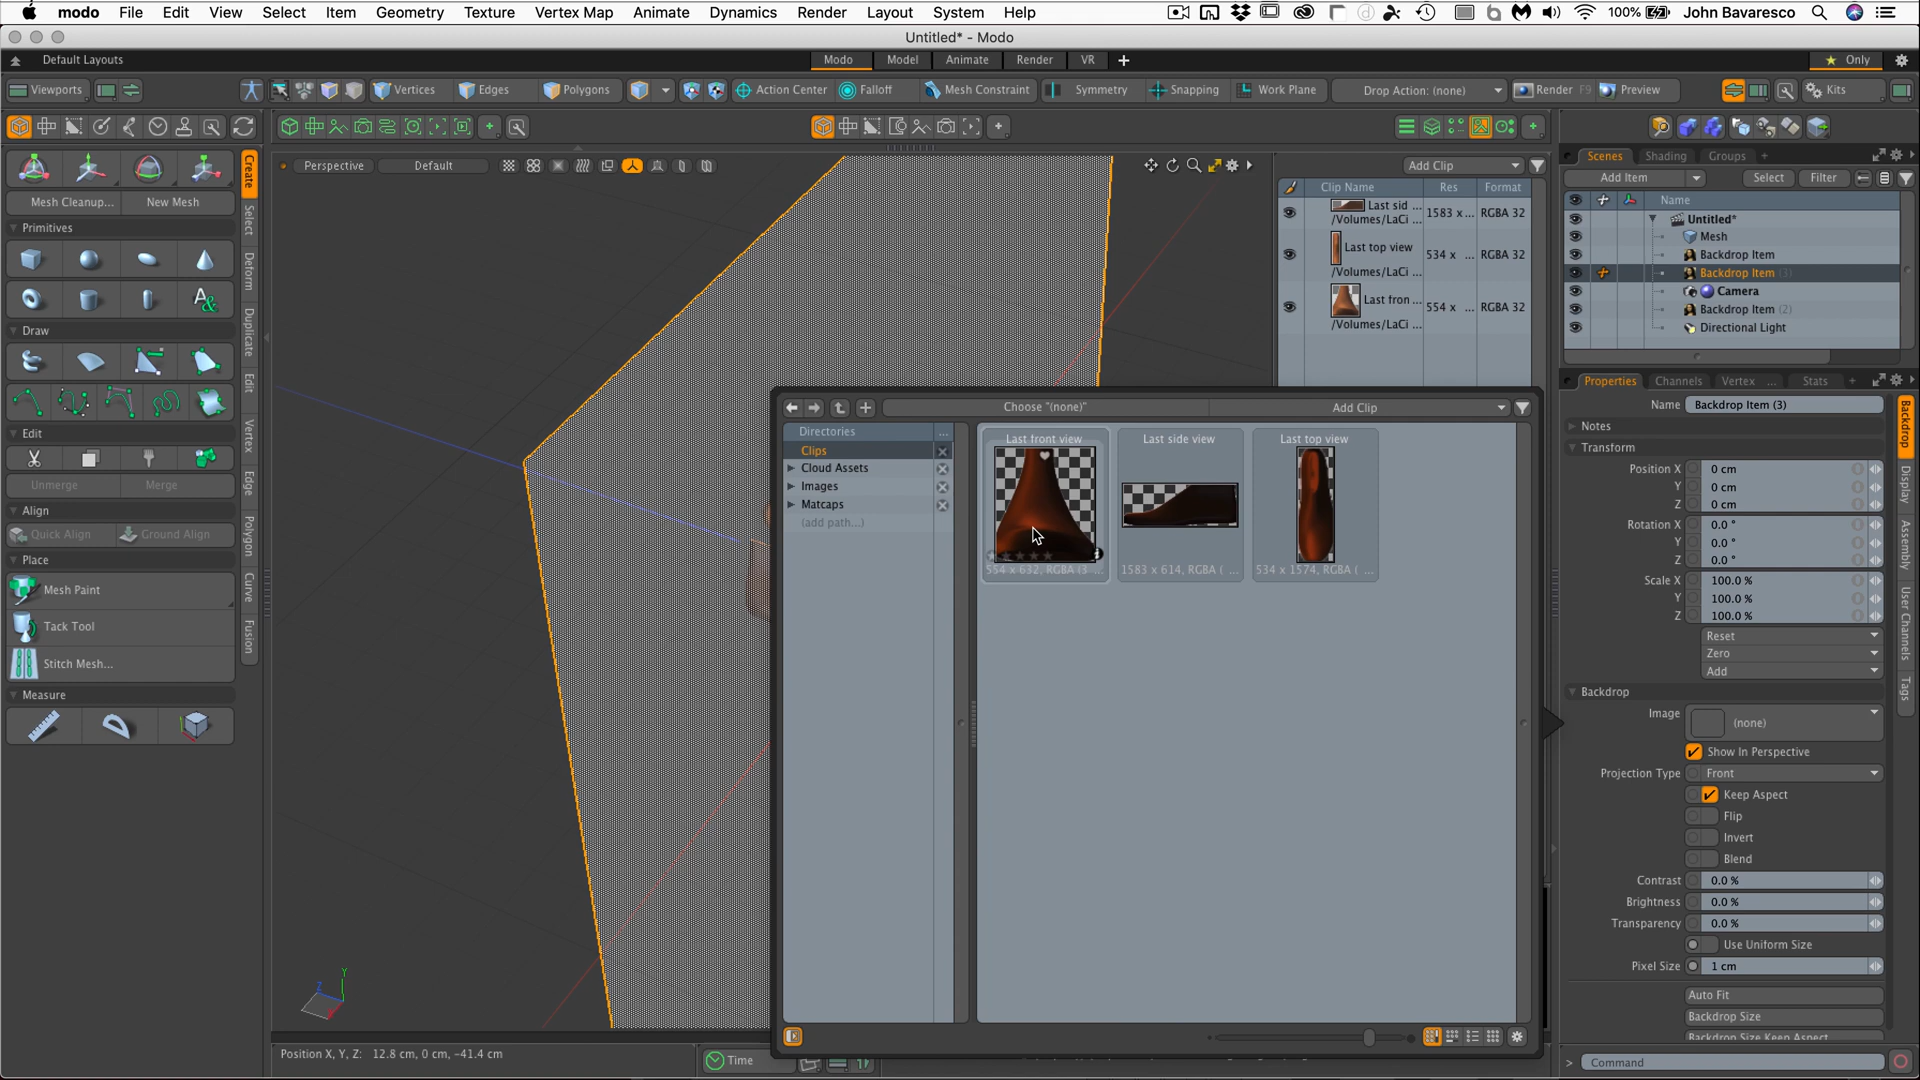 modo File Edit View Select Item Geometry Texture Vertex Map Animate Dynamics Render Layout System Help 100% John Bavaresco
Untitled* - Modo
Default Layouts Modo Model Animate Render VR Only
Viewports Vertices Edges Polygons Action Center Falloff Mesh Constraint Symmetry Snapping Work Plane Drop Action: (none) Render F9 Preview Kits
Perspective Default
Mesh Cleanup... New Mesh
Primitives
Draw
Edit
Unmerge Merge
Align
Quick Align Ground Align
Place
Mesh Paint
Tack Tool
Stitch Mesh...
Measure
Create
Select
Deform
Duplicate
Edit
Vertex
Edge
Polygon
Curve
Fusion
Y
Z
Position X, Y, Z: 12.8 cm, 0 cm, -41.4 cm
Time
Add Clip
Clip Name Res Format
Last sid ... 1583 x... RGBA 32
/Volumes/LaCi ...
Last top view 534 x ... RGBA 32
/Volumes/LaCi ...
Last fron ... 554 x ... RGBA 32
/Volumes/LaCi ...
Choose "(none)" Add Clip
Directories ...
Clips
Cloud Assets
Images
Matcaps
(add path...)
Last front view Last side view Last top view
554 x 632, RGBA (3 ... 1583 x 614, RGBA ( ... 534 x 1574, RGBA ( ...
Scenes Shading Groups
Add Item Select Filter
Name
Untitled*
Mesh
Backdrop Item
Backdrop Item (3)
Camera
Backdrop Item (2)
Directional Light
Properties Channels Vertex ... Stats
Name Backdrop Item (3)
Notes
Transform
Position X 0 cm
Y 0 cm
Z 0 cm
Rotation X 0.0 °
Y 0.0 °
Z 0.0 °
Scale X 100.0 %
Y 100.0 %
Z 100.0 %
Reset
Zero
Add
Backdrop
Image (none)
Show In Perspective
Projection Type Front
Keep Aspect
Flip
Invert
Blend
Contrast 0.0 %
Brightness 0.0 %
Transparency 0.0 %
Use Uniform Size
Pixel Size 1 cm
Auto Fit
Backdrop Size
Backdrop Size Keep Aspect
> Command
Backdrop
Display
Assembly
User Channels
Tags